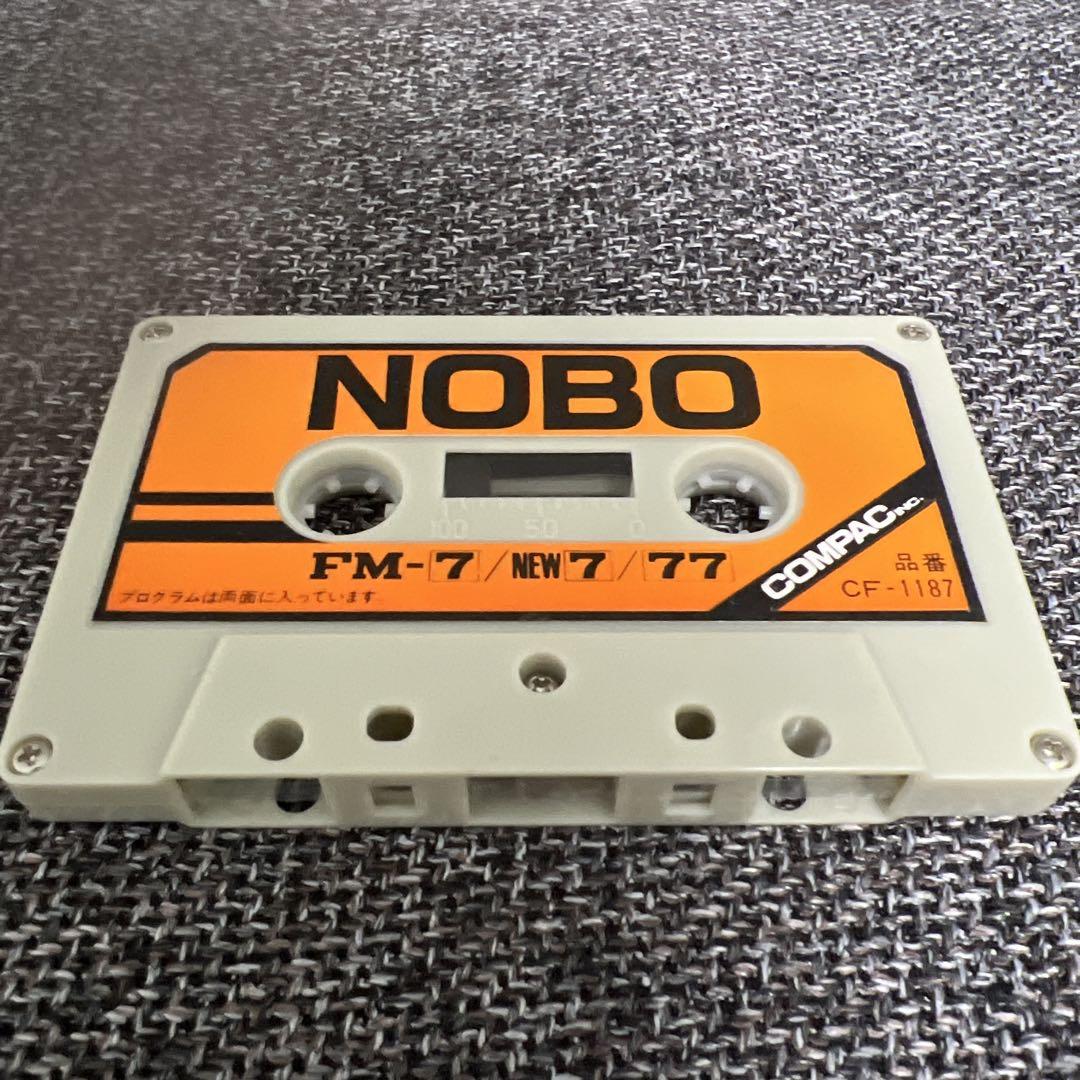 NOBO
100 50 0
FM-7/NEW7/77
COMPAC INC.
品番
CF-1187
プログラムは両面に入っています